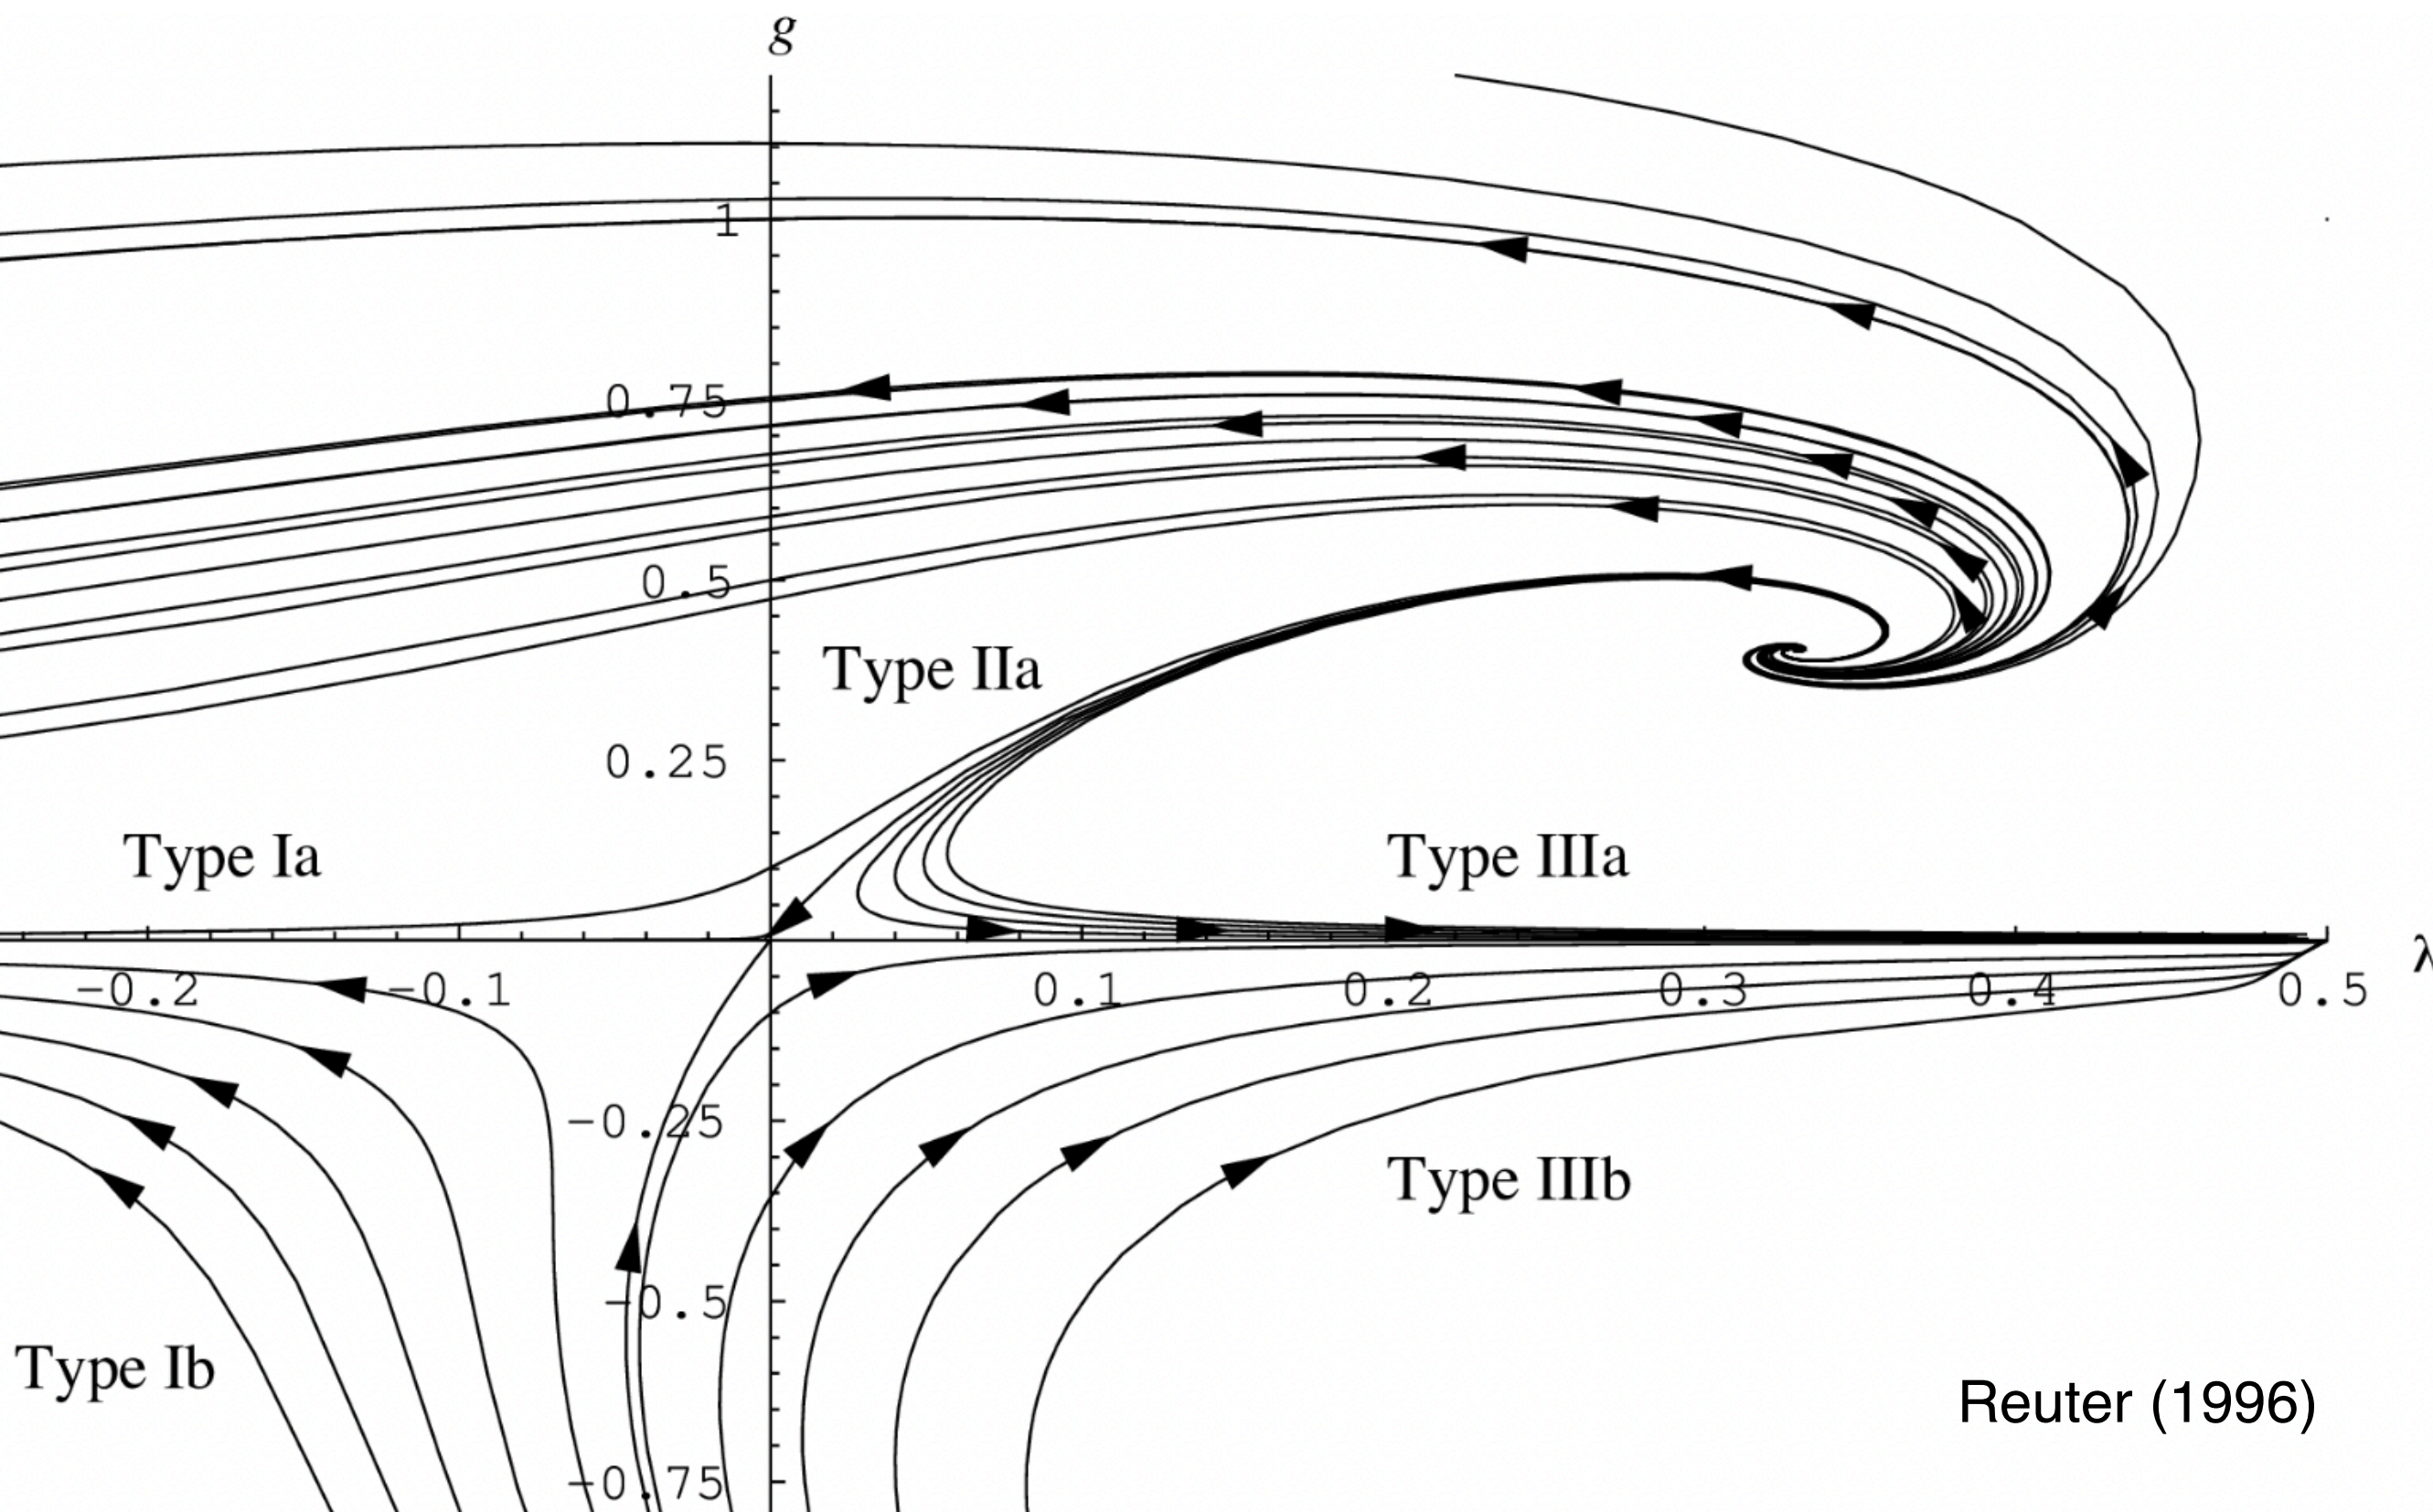 g
1
0.75
0.5
Type IIa
0.25
Type Ia
Type IIIa
λ
−0.2
−0.1
0.1
0.2
0.3
0.4
0.5
−0.25
Type IIIb
−0.5
Type Ib
Reuter (1996)
−0.75